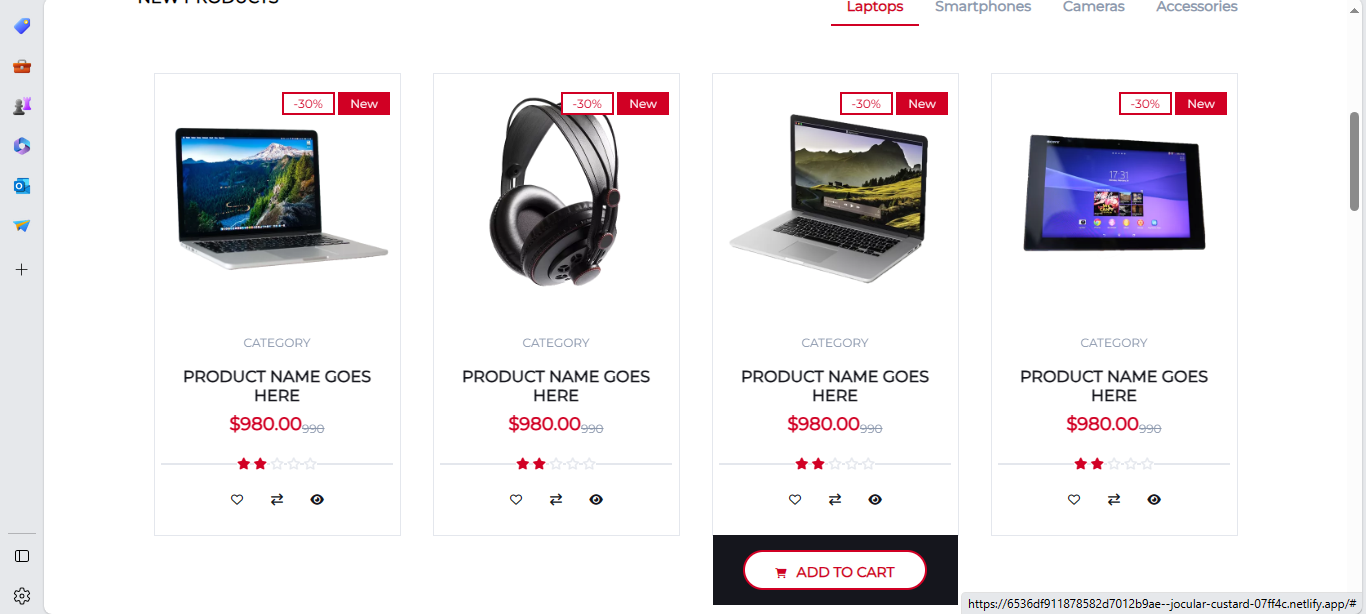 NEW PRODUCTS
Laptops
Smartphones
Cameras
Accessories
-30%
New
-30%
New
-30%
New
-30%
New
SONY
17:31
CATEGORY
CATEGORY
CATEGORY
CATEGORY
PRODUCT NAME GOES
HERE
PRODUCT NAME GOES
HERE
PRODUCT NAME GOES
HERE
PRODUCT NAME GOES
HERE
$980.00 990
$980.00 990
$980.00 990
$980.00 990
ADD TO CART
https://6536df911878582d7012b9ae--jocular-custard-07ff4c.netlify.app/#